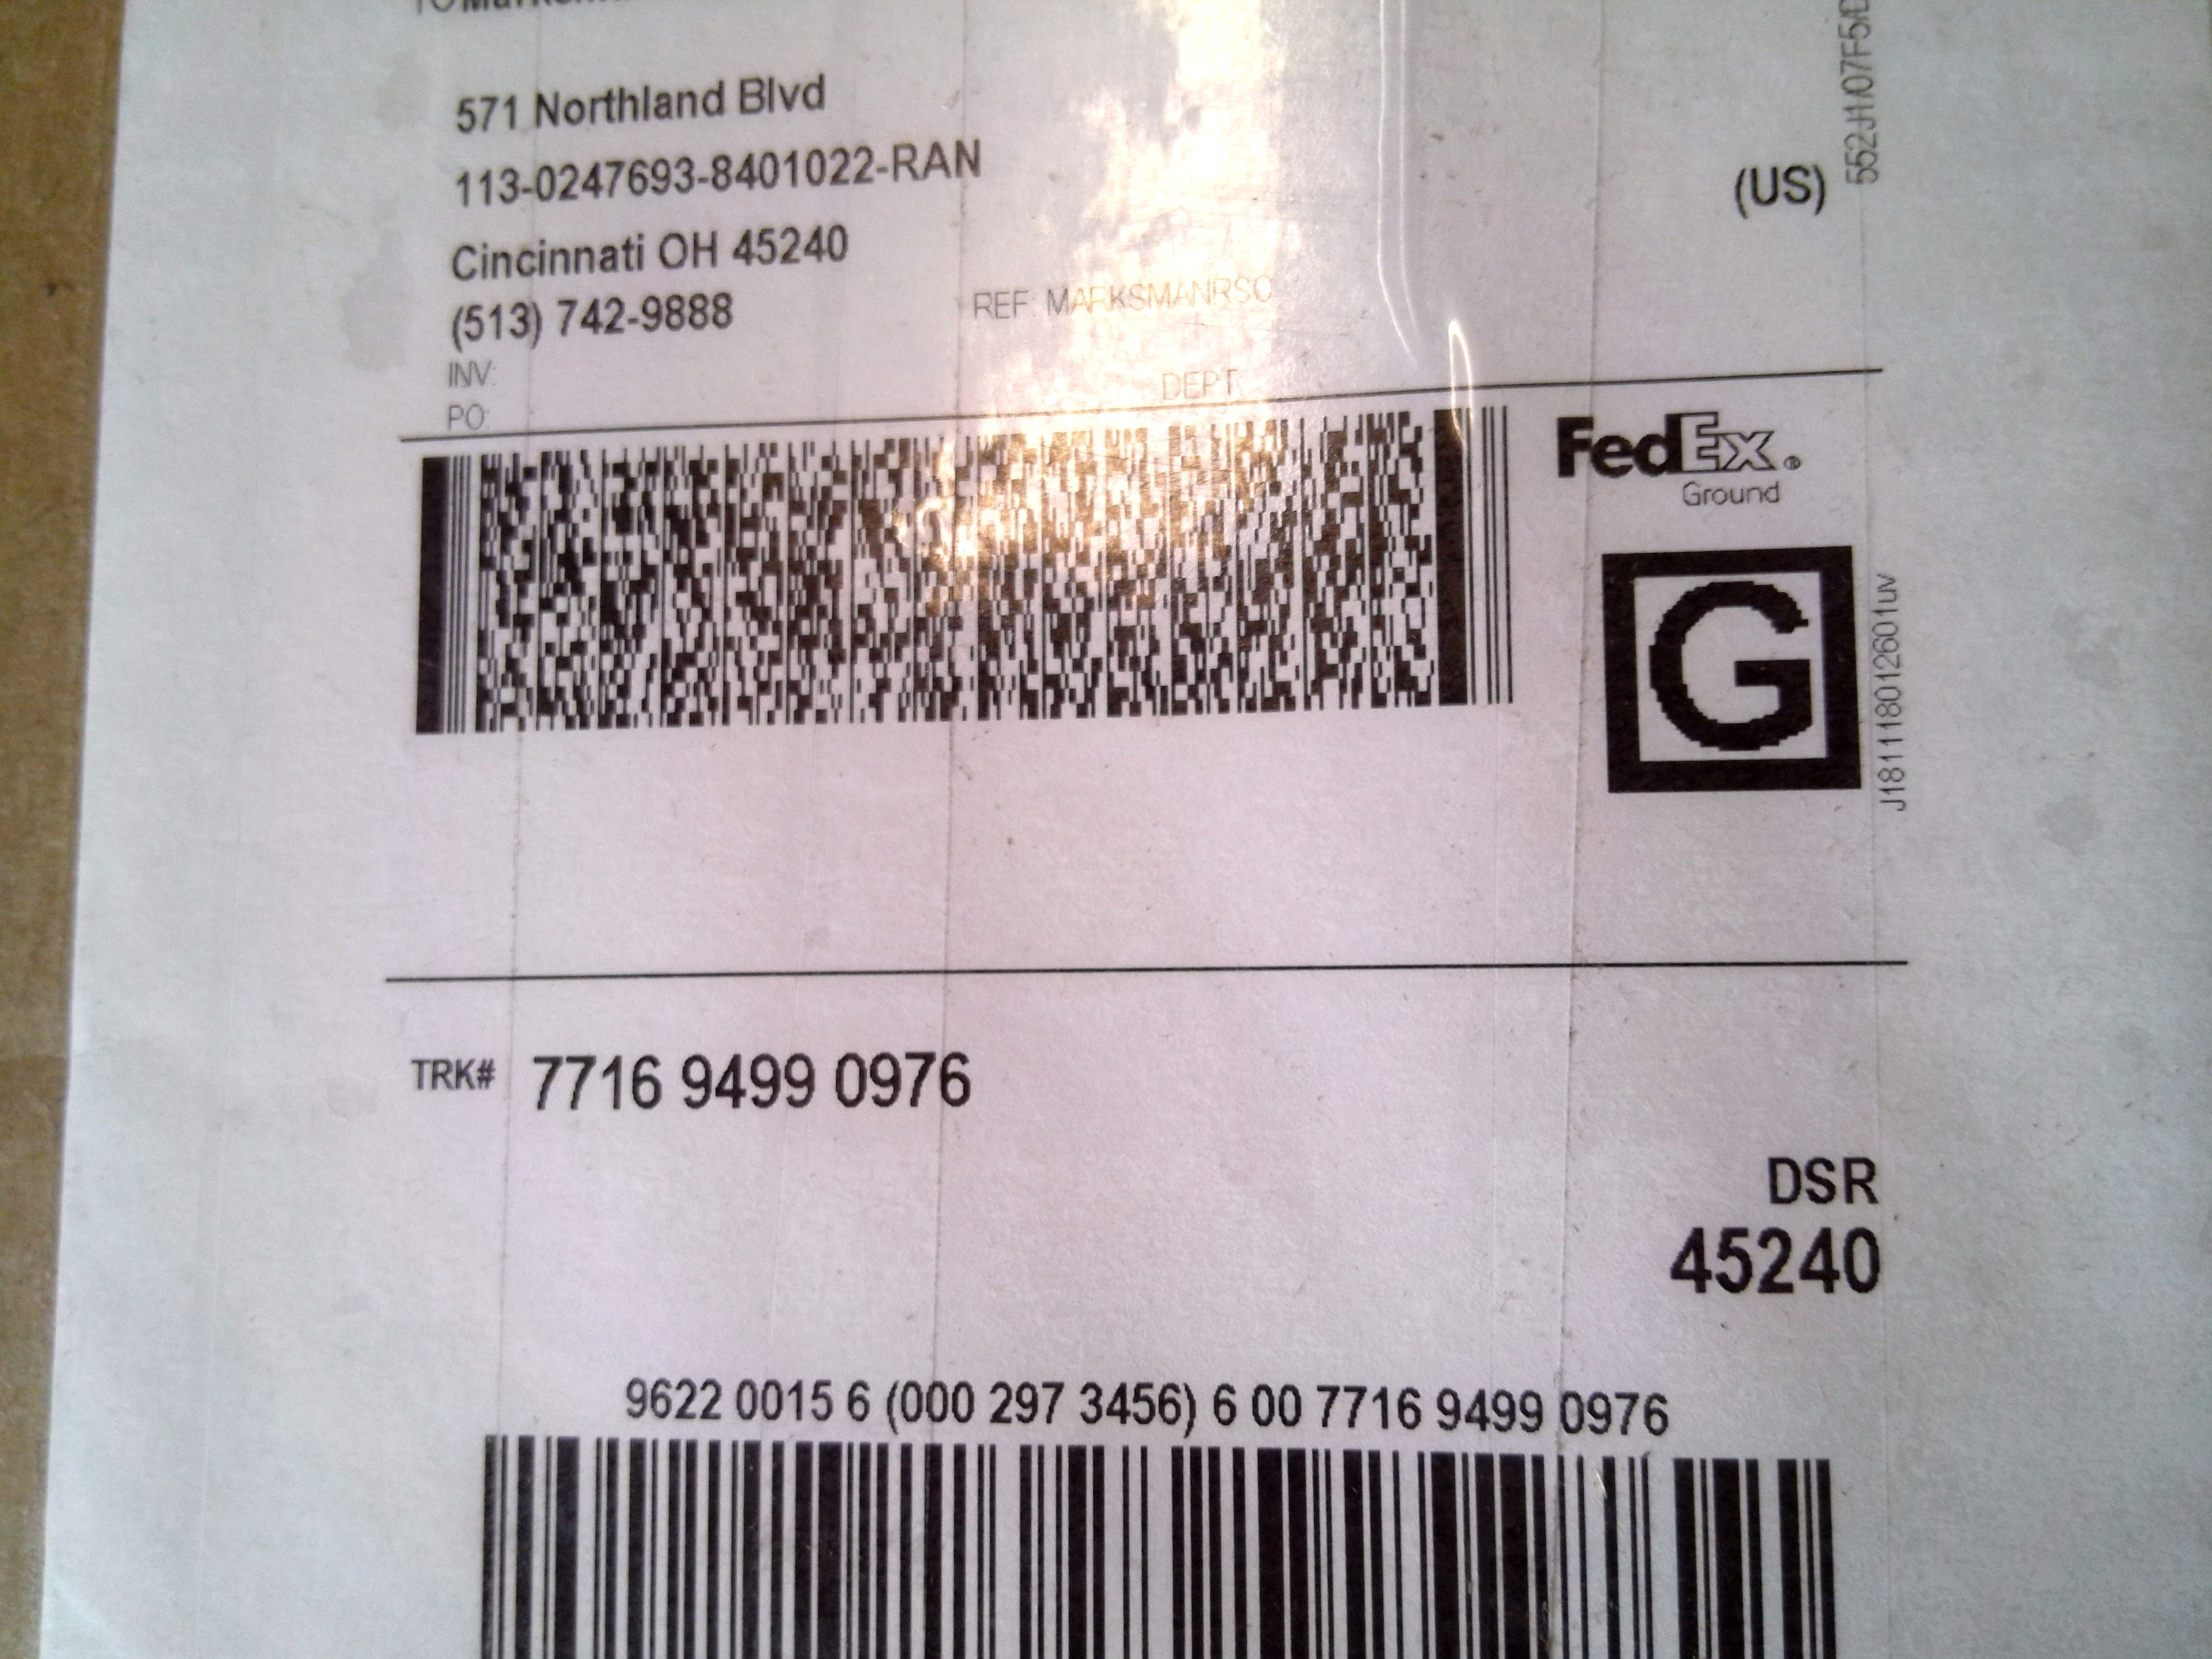 TO
571 Northland Blvd
113-0247693-8401022-RAN
Cincinnati OH 45240
(US)
(513) 742-9888
REF: MARKSMANRSO
INV:
PO:
DEPT:
552J1/07F5/D
FedEx®
Ground
G
J181118012601uv
TRK# 7716 9499 0976
DSR
45240
9622 0015 6 (000 297 3456) 6 00 7716 9499 0976